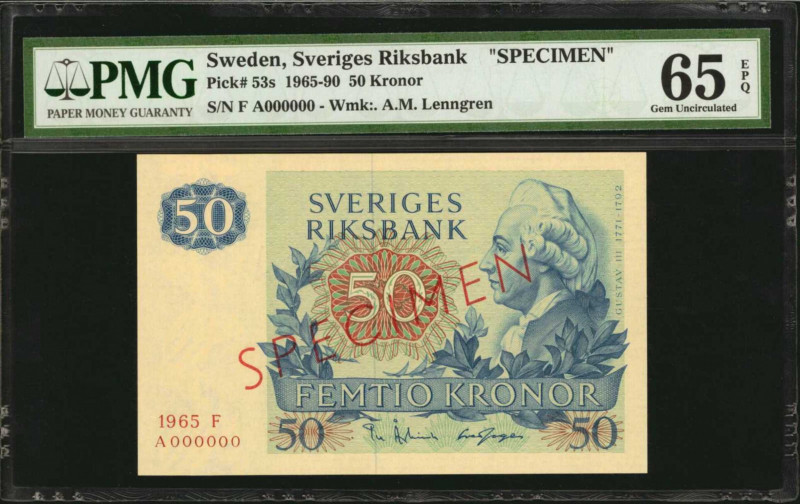 PMG
PAPER MONEY GUARANTY
Sweden, Sveriges Riksbank "SPECIMEN"
Pick# 53s 1965-90 50 Kronor
S/N F A000000 - Wmk:. A.M. Lenngren
65
EPQ
Gem Uncirculated
50
SVERIGES
RIKSBANK
50
SPECIMEN
GUSTAV III 1771-1792
FEMTIO KRONOR
1965 F
A000000
50
50